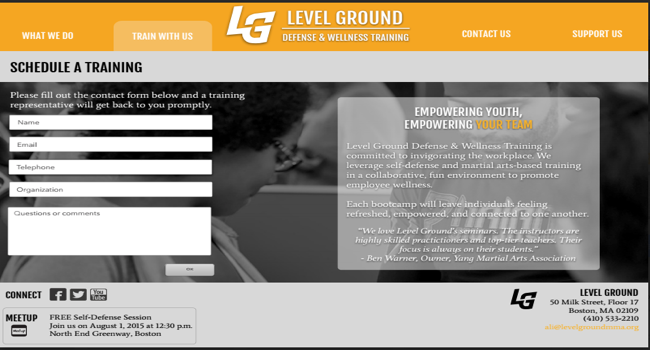 WHAT WE DO
TRAIN WITH US
LG
LEVEL GROUND
DEFENSE & WELLNESS TRAINING
CONTACT US
SUPPORT US
SCHEDULE A TRAINING
Please fill out the contact form below and a training
representative will get back to you promptly.
Name
Email
Telephone
Organization
Questions or comments
EMPOWERING YOUTH,
EMPOWERING YOUR TEAM
Level Ground Defense & Wellness Training is
committed to invigorating the workplace. We
leverage self-defense and martial arts-based training
in a collaborative, fun environment to promote
employee wellness.
Each bootcamp will leave individuals feeling
refreshed, empowered, and connected to one another.
"We love Level Ground's seminars. The instructors are
highly skilled practictioners and top-tier teachers. Their
focus is always on their students."
- Ben Warner, Owner, Yang Martial Arts Association
CONNECT
You
Tube
MEETUP
FREE Self-Defense Session
Join us on August 1, 2015 at 12:30 p.m.
North End Greenway, Boston
LG
LEVEL GROUND
50 Milk Street, Floor 17
Boston, MA 02109
(410) 533-2210